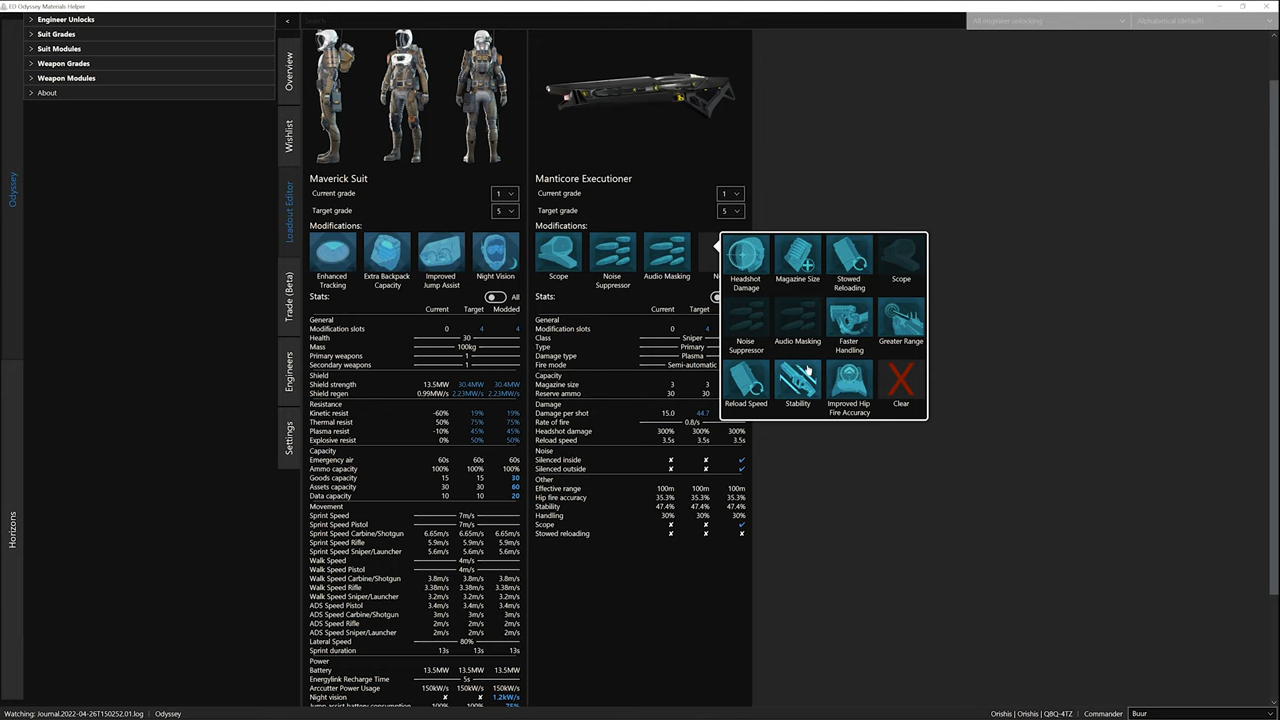 ED Odyssey Materials Helper
Engineer Unlocks
Suit Grades
Suit Modules
Weapon Grades
Weapon Modules
About
Odyssey
Horizons
<
Overview
Wishlist
Loadout Editor
Trade (Beta)
Engineers
Settings
Search
All engineer unlocking
Alphabetical (default)
Maverick Suit
Current grade 1
Target grade 5
Modifications:
Enhanced Tracking
Extra Backpack Capacity
Improved Jump Assist
Night Vision
Stats: All
Current Target Modded
General
Modification slots 0 4 4
Health 30
Mass 100kg
Primary weapons 1
Secondary weapons 1
Shield
Shield strength 13.5MW 30.4MW 30.4MW
Shield regen 0.99MW/s 2.23MW/s 2.23MW/s
Resistance
Kinetic resist -60% 19% 19%
Thermal resist 50% 75% 75%
Plasma resist -10% 45% 45%
Explosive resist 0% 50% 50%
Capacity
Emergency air 60s 60s 60s
Ammo capacity 100% 100% 100%
Goods capacity 15 15 30
Assets capacity 30 30 60
Data capacity 10 10 20
Movement
Sprint Speed 7m/s
Sprint Speed Pistol 7m/s
Sprint Speed Carbine/Shotgun 6.65m/s 6.65m/s 6.65m/s
Sprint Speed Rifle 5.9m/s 5.9m/s 5.9m/s
Sprint Speed Sniper/Launcher 5.6m/s 5.6m/s 5.6m/s
Walk Speed 4m/s
Walk Speed Pistol 4m/s
Walk Speed Carbine/Shotgun 3.8m/s 3.8m/s 3.8m/s
Walk Speed Rifle 3.38m/s 3.38m/s 3.38m/s
Walk Speed Sniper/Launcher 3.2m/s 3.2m/s 3.2m/s
ADS Speed Pistol 3.4m/s 3.4m/s 3.4m/s
ADS Speed Carbine/Shotgun 3m/s 3m/s 3m/s
ADS Speed Rifle 2m/s 2m/s 2m/s
ADS Speed Sniper/Launcher 2m/s 2m/s 2m/s
Lateral Speed 80%
Sprint duration 13s 13s 13s
Power
Battery 13.5MW 13.5MW 13.5MW
Energylink Recharge Time 5s
Arccutter Power Usage 150kW/s 150kW/s 150kW/s
Night vision ✘ ✘ 1.2kW/s
Jump assist battery consumption 100% 100% 75%
Manticore Executioner
Current grade 1
Target grade 5
Modifications:
Scope
Noise Suppressor
Audio Masking
Stats:
Current Target
General
Modification slots 0 4
Class Sniper
Type Primary
Damage type Plasma
Fire mode Semi-automatic
Capacity
Magazine size 3 3
Reserve ammo 30 30
Damage
Damage per shot 15.0 44.7
Rate of fire 0.8/s
Headshot damage 300% 300% 300%
Reload speed 3.5s 3.5s 3.5s
Noise
Silenced inside ✘ ✘ ✓
Silenced outside ✘ ✘ ✓
Other
Effective range 100m 100m 100m
Hip fire accuracy 35.3% 35.3% 35.3%
Stability 47.4% 47.4% 47.4%
Handling 30% 30% 30%
Scope ✘ ✘ ✓
Stowed reloading ✘ ✘ ✘
Headshot Damage
Magazine Size
Stowed Reloading
Scope
Noise Suppressor
Audio Masking
Faster Handling
Greater Range
Reload Speed
Stability
Improved Hip Fire Accuracy
Clear
Watching: Journal.2022-04-26T150252.01.log | Odyssey
Orishis | Orishis | Q8Q-4TZ | Commander Buur